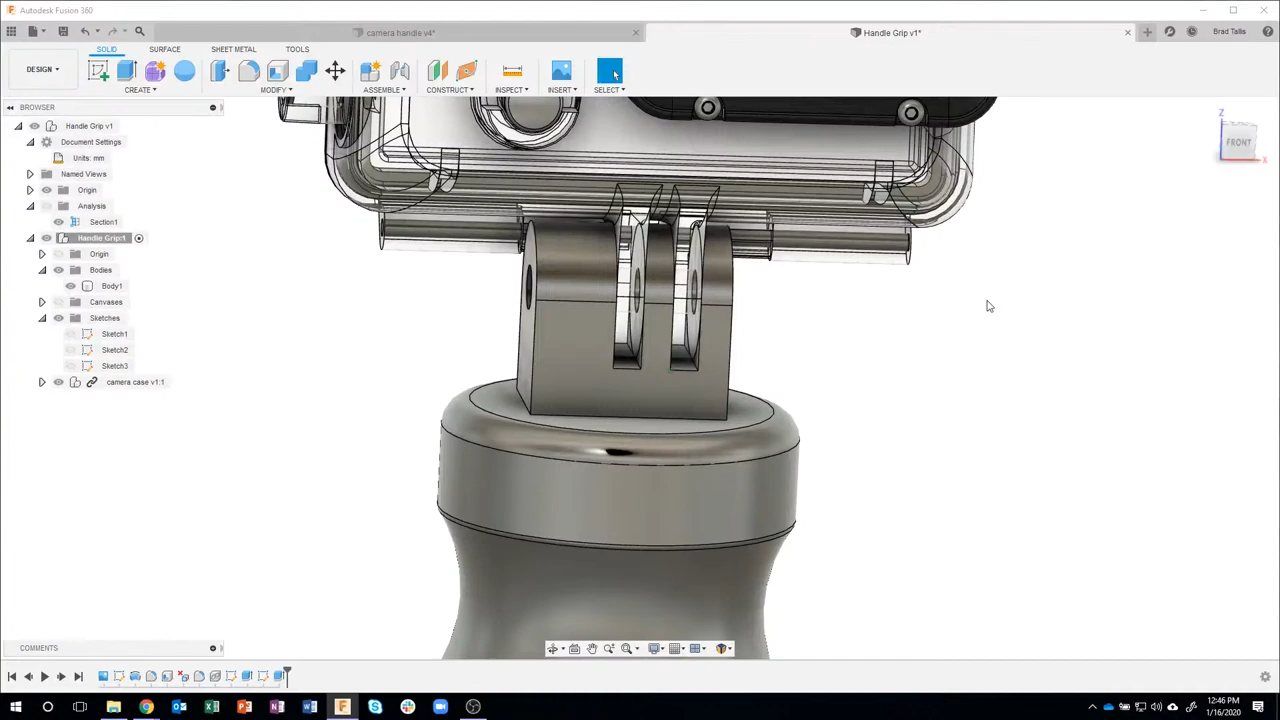 Autodesk Fusion 360
camera handle v4*
Handle Grip v1*
Brad Tallis
SOLID
SURFACE
SHEET METAL
TOOLS
DESIGN
CREATE
MODIFY
ASSEMBLE
CONSTRUCT
INSPECT
INSERT
SELECT
BROWSER
Handle Grip v1
Document Settings
Units: mm
Named Views
Origin
Analysis
Section1
Handle Grip:1
Origin
Bodies
Body1
Canvases
Sketches
Sketch1
Sketch2
Sketch3
camera case v1:1
Z
FRONT
X
COMMENTS
12:46 PM
1/16/2020